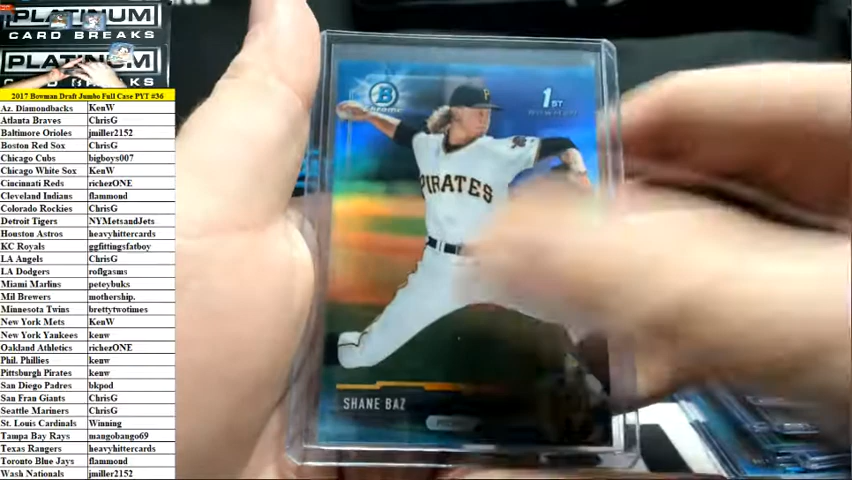 PLATINUM
CARD BREAKS
PLATINUM
CARD BREAKS
2017 Bowman Draft Jumbo Full Case PYT #36
Az. Diamondbacks KenW
Atlanta Braves ChrisG
Baltimore Orioles jmiller2152
Boston Red Sox ChrisG
Chicago Cubs bigboys007
Chicago White Sox KenW
Cincinnati Reds richezONE
Cleveland Indians flammond
Colorado Rockies ChrisG
Detroit Tigers NYMetsandJets
Houston Astros heavyhittercards
KC Royals ggfittingsfatboy
LA Angels ChrisG
LA Dodgers roflgasms
Miami Marlins peteybuks
Mil Brewers mothership.
Minnesota Twins brettytwotimes
New York Mets KenW
New York Yankees kenw
Oakland Athletics richezONE
Phil. Phillies kenw
Pittsburgh Pirates kenw
San Diego Padres bkpod
San Fran Giants ChrisG
Seattle Mariners ChrisG
St. Louis Cardinals Winning
Tampa Bay Rays mangobango69
Texas Rangers heavyhittercards
Toronto Blue Jays flammond
Wash Nationals jmiller2152
B
Chrome
1ST
P
PIRATES
SHANE BAZ